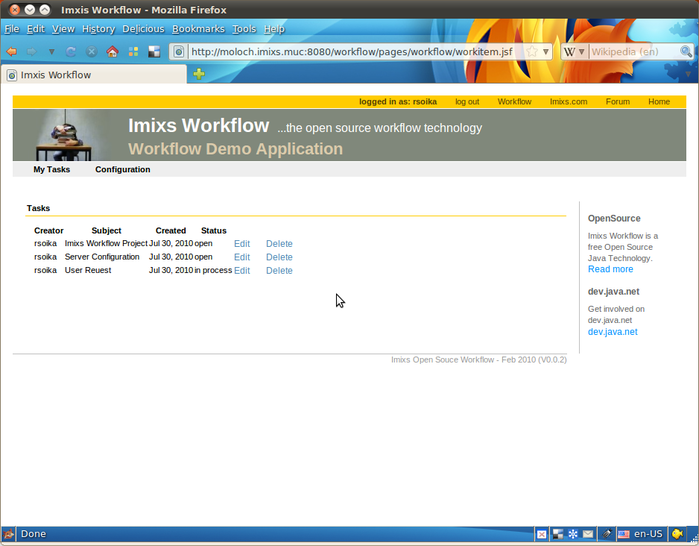 Imxis Workflow - Mozilla Firefox
File Edit View History Delicious Bookmarks Tools Help
http://moloch.imixs.muc:8080/workflow/pages/workflow/workitem.jsf
W Wikipedia (en)
Imxis Workflow
logged in as: rsoika log out Workflow Imixs.com Forum Home
Imixs Workflow ...the open source workflow technology
Workflow Demo Application
My Tasks Configuration
Tasks
Creator Subject Created Status
rsoika Imixs Workflow Project Jul 30, 2010 open Edit Delete
rsoika Server Configuration Jul 30, 2010 open Edit Delete
rsoika User Reuest Jul 30, 2010 in process Edit Delete
OpenSource
Imixs Workflow is a
free Open Source
Java Technology.
Read more
dev.java.net
Get involved on
dev.java.net
dev.java.net
Imixs Open Souce Workflow - Feb 2010 (V0.0.2)
Done
en-US